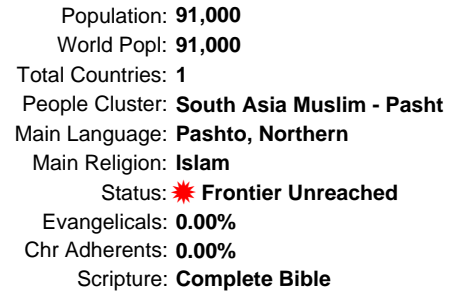 Population: 91,000
World Popl: 91,000
Total Countries: 1
People Cluster: South Asia Muslim - Pasht
Main Language: Pashto, Northern
Main Religion: Islam
Status: Frontier Unreached
Evangelicals: 0.00%
Chr Adherents: 0.00%
Scripture: Complete Bible